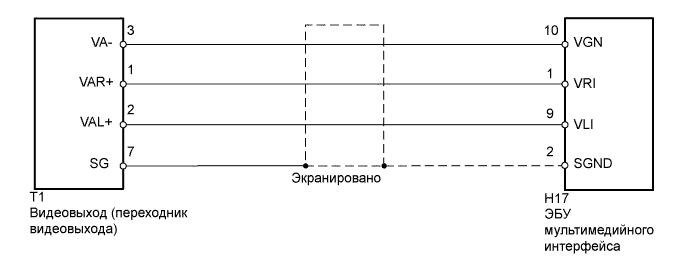 3
10
VA-
VGN
1
1
VAR+
VRI
2
9
VAL+
VLI
7
2
SG
SGND
Экранировано
T1
Видеовыход (переходник
видеовыхода)
H17
ЭБУ
мультимедийного
интерфейса